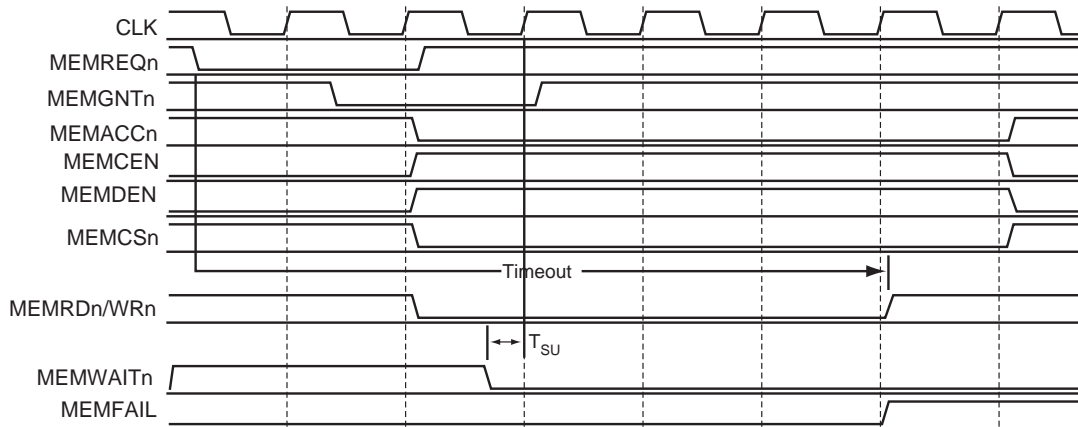 CLK
MEMREQn
MEMGNTn
MEMACCn
MEMCEN
MEMDEN
MEMCSn
Timeout
MEMRDn/WRn
TSU
MEMWAITn
MEMFAIL